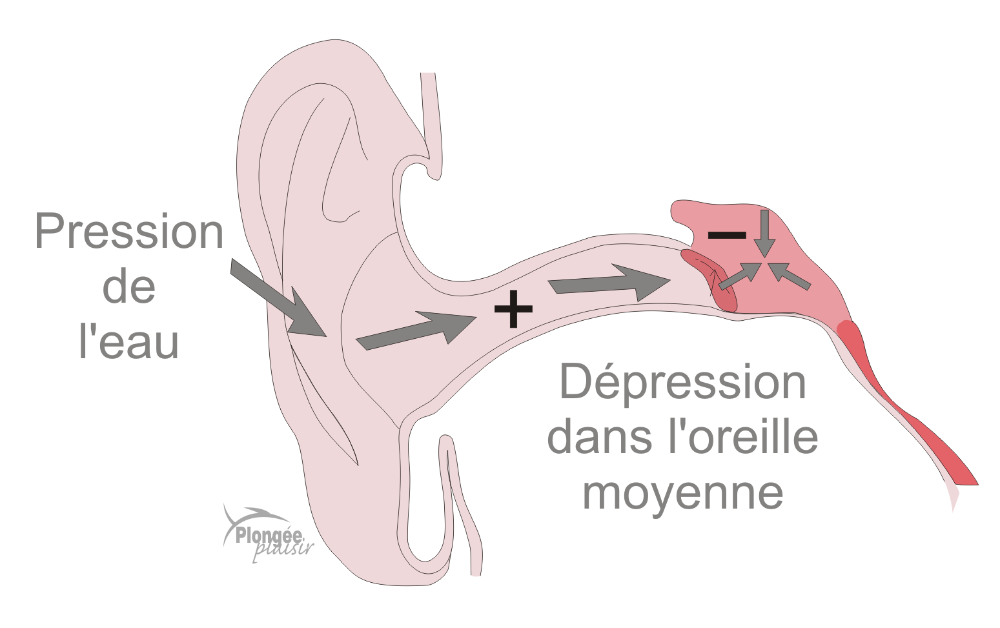 Pression
de
l'eau
+
−
Dépression
dans l'oreille
moyenne
Plongée
plaisir